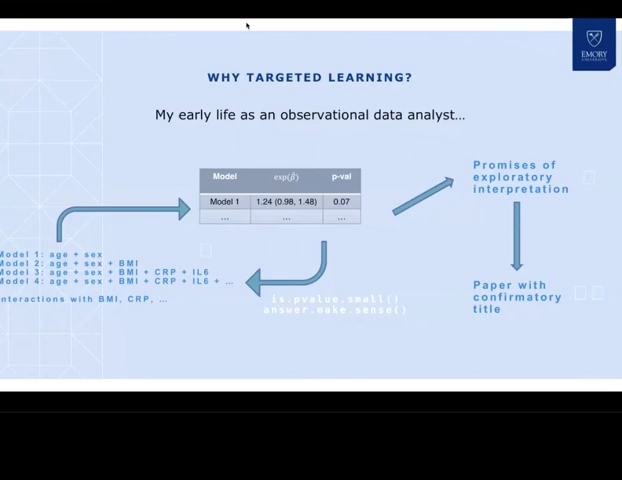 EMORY
UNIVERSITY
WHY TARGETED LEARNING?
My early life as an observational data analyst…
Model exp(β̂) p-val
Model 1 1.24 (0.98, 1.48) 0.07
… … …
Promises of
exploratory
interpretation
Model 1: age + sex
Model 2: age + sex + BMI
Model 3: age + sex + BMI + CRP + IL6
Model 4: age + sex + BMI + CRP + IL6 + …
nteractions with BMI, CRP, …
is.pvalue.small()
answer.make.sense()
Paper with
confirmatory
title